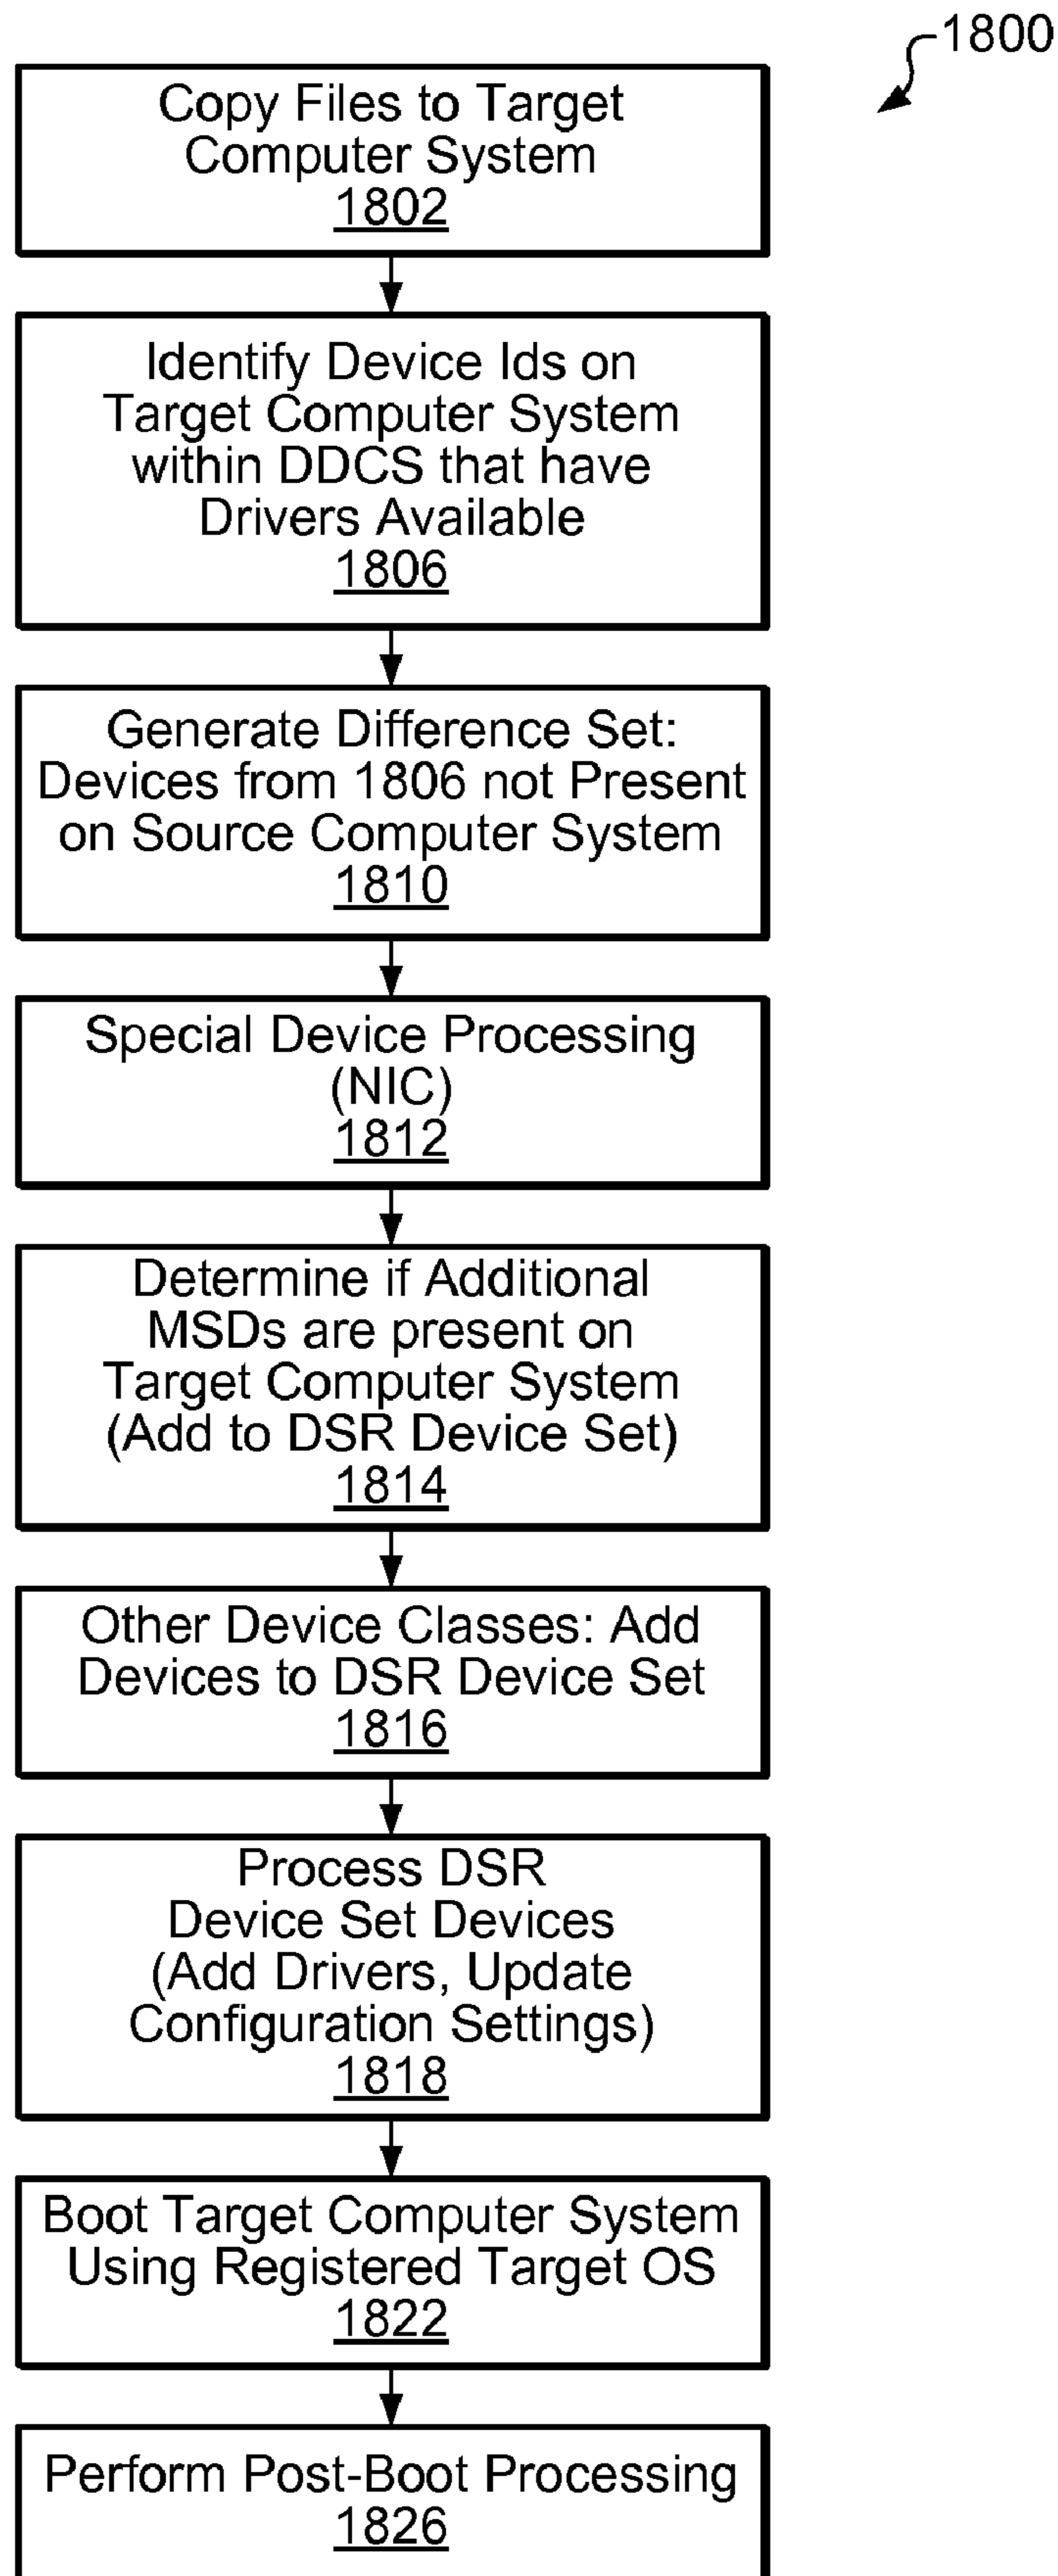 1800
Copy Files to Target
Computer System
1802
Identify Device Ids on
Target Computer System
within DDCS that have
Drivers Available
1806
Generate Difference Set:
Devices from 1806 not Present
on Source Computer System
1810
Special Device Processing
(NIC)
1812
Determine if Additional
MSDs are present on
Target Computer System
(Add to DSR Device Set)
1814
Other Device Classes: Add
Devices to DSR Device Set
1816
Process DSR
Device Set Devices
(Add Drivers, Update
Configuration Settings)
1818
Boot Target Computer System
Using Registered Target OS
1822
Perform Post-Boot Processing
1826